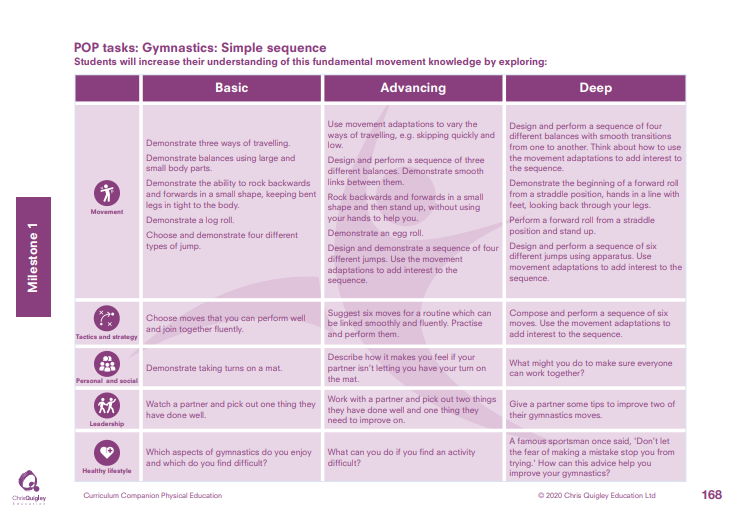 POP tasks: Gymnastics: Simple sequence
Students will increase their understanding of this fundamental movement knowledge by exploring:
Basic
Advancing
Deep
Milestone 1
Movement
Demonstrate three ways of travelling.
Demonstrate balances using large and
small body parts.
Demonstrate the ability to rock backwards
and forwards in a small shape, keeping bent
legs in tight to the body.
Demonstrate a log roll.
Choose and demonstrate four different
types of jump.
Use movement adaptations to vary the
ways of travelling, e.g. skipping quickly and
low.
Design and perform a sequence of three
different balances. Demonstrate smooth
links between them.
Rock backwards and forwards in a small
shape and then stand up, without using
your hands to help you.
Demonstrate an egg roll.
Design and demonstrate a sequence of four
different jumps. Use the movement
adaptations to add interest to the
sequence.
Design and perform a sequence of four
different balances with smooth transitions
from one to another. Think about how to use
the movement adaptations to add interest to
the sequence.
Demonstrate the beginning of a forward roll
from a straddle position, hands in a line with
feet, looking back through your legs.
Perform a forward roll from a straddle
position and stand up.
Design and perform a sequence of six
different jumps using apparatus. Use
movement adaptations to add interest to the
sequence.
Tactics and strategy
Choose moves that you can perform well
and join together fluently.
Suggest six moves for a routine which can
be linked smoothly and fluently. Practise
and perform them.
Compose and perform a sequence of six
moves. Use the movement adaptations to
add interest to the sequence.
Personal and social
Demonstrate taking turns on a mat.
Describe how it makes you feel if your
partner isn't letting you have your turn on
the mat.
What might you do to make sure everyone
can work together?
Leadership
Watch a partner and pick out one thing they
have done well.
Work with a partner and pick out two things
they have done well and one thing they
need to improve on.
Give a partner some tips to improve two of
their gymnastics moves.
Healthy lifestyle
Which aspects of gymnastics do you enjoy
and which do you find difficult?
What can you do if you find an activity
difficult?
A famous sportsman once said, 'Don't let
the fear of making a mistake stop you from
trying.' How can this advice help you
improve your gymnastics?
ChrisQuigley
Education
Curriculum Companion Physical Education
© 2020 Chris Quigley Education Ltd
168